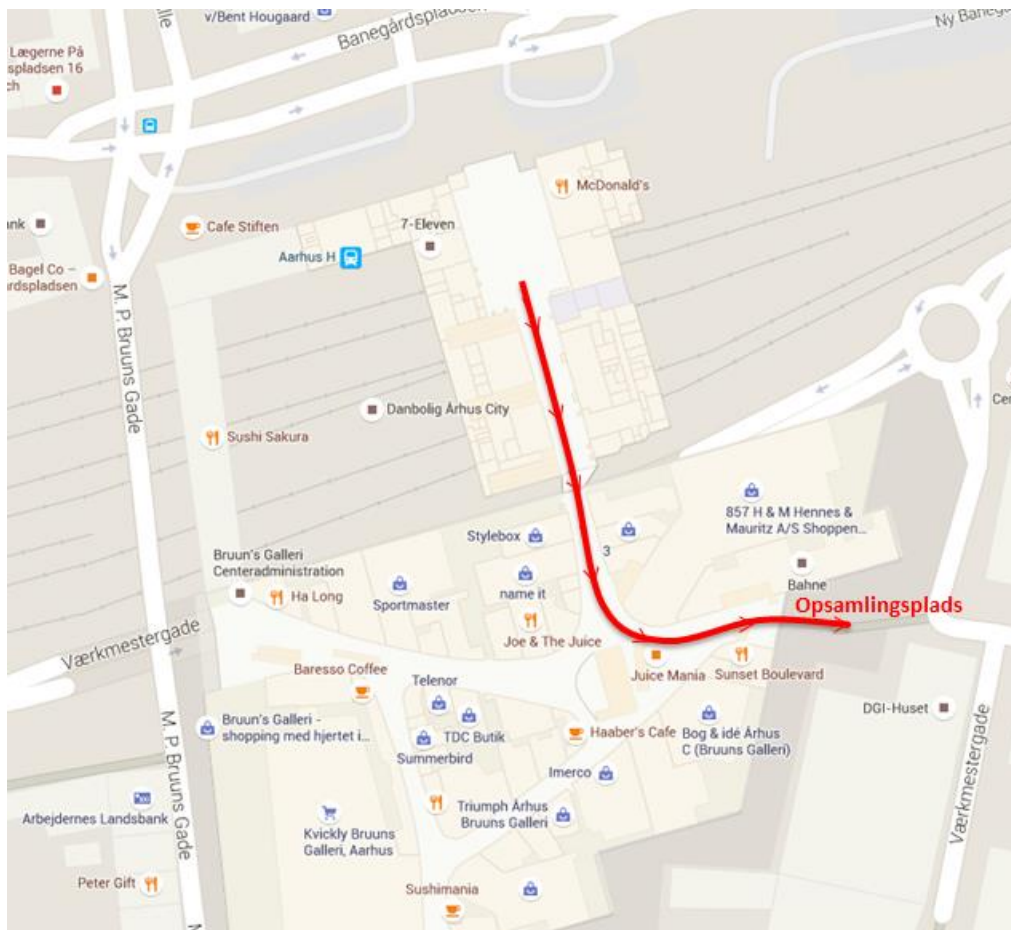 v/Bent Hougaard
Banegårdspladsen
Lægerne På
spladsen 16
ch
7-Eleven
McDonald's
Cafe Stiften
Aarhus H
ank
Bagel Co –
rdspladsen
M. P. Bruuns Gade
Danbolig Århus City
Sushi Sakura
Cer
857 H & M Hennes &
Mauritz A/S Shoppen...
Stylebox
3
Bruun's Galleri
Centeradministration
Ha Long
Sportmaster
name it
Bahne
Opsamlingsplads
Joe & The Juice
Værkmestergade
Baresso Coffee
Juice Mania
Sunset Boulevard
Telenor
DGI-Huset
Bruun's Galleri -
shopping med hjertet i...
TDC Butik
Summerbird
Haaber's Cafe
Bog & idé Århus
C (Bruuns Galleri)
Imerco
M. P. Bruuns Gade
Værkmestergade
Arbejdernes Landsbank
Kvickly Bruuns
Galleri, Aarhus
Triumph Århus
Bruuns Galleri
Peter Gift
Sushimania